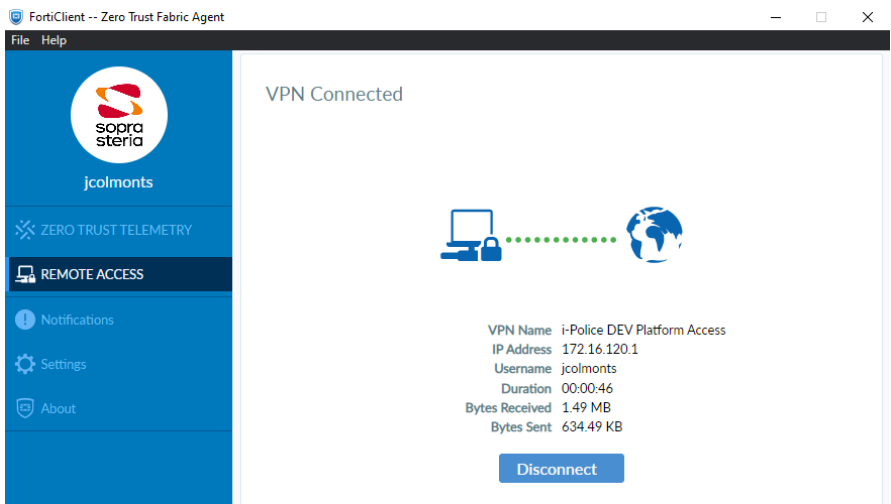 FortiClient -- Zero Trust Fabric Agent
File Help
sopra
steria
jcolmonts
ZERO TRUST TELEMETRY
REMOTE ACCESS
Notifications
Settings
About
VPN Connected
VPN Name i-Police DEV Platform Access
IP Address 172.16.120.1
Username jcolmonts
Duration 00:00:46
Bytes Received 1.49 MB
Bytes Sent 634.49 KB
Disconnect